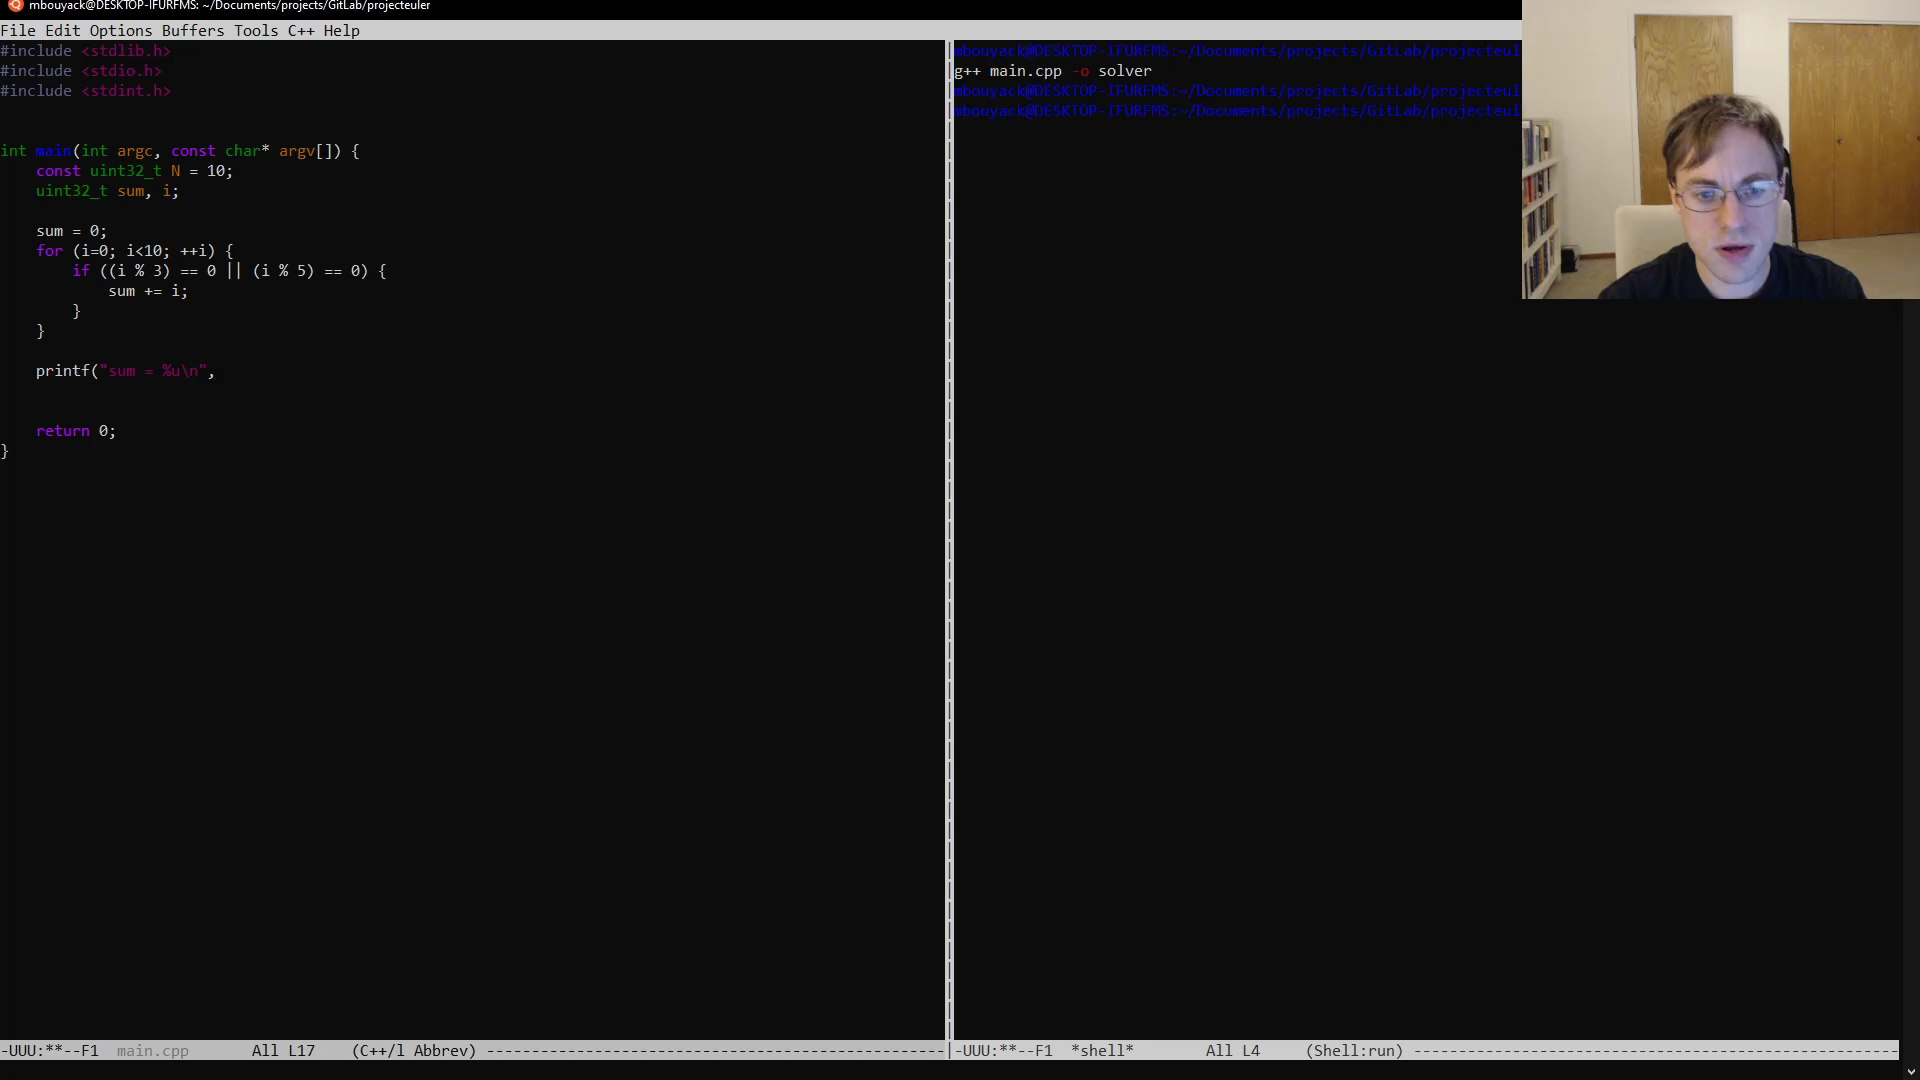 mbouyack@DESKTOP-IFURFMS: ~/Documents/projects/GitLab/projecteuler
File Edit Options Buffers Tools C++ Help
#include <stdlib.h>
#include <stdio.h>
#include <stdint.h>
int main(int argc, const char* argv[]) {
const uint32_t N = 10;
uint32_t sum, i;
sum = 0;
for (i=0; i<10; ++i) {
if ((i % 3) == 0 || (i % 5) == 0) {
sum += i;
}
}
printf("sum = %u\n",
return 0;
}
-UUU:**--F1 main.cpp All L17 (C++/l Abbrev) ----------------------------------------------------
mbouyack@DESKTOP-IFURFMS:~/Documents/projects/GitLab/projecteul
g++ main.cpp -o solver
mbouyack@DESKTOP-IFURFMS:~/Documents/projects/GitLab/projecteul
mbouyack@DESKTOP-IFURFMS:~/Documents/projects/GitLab/projecteul
-UUU:**--F1 *shell* All L4 (Shell:run) ------------------------------------------------------